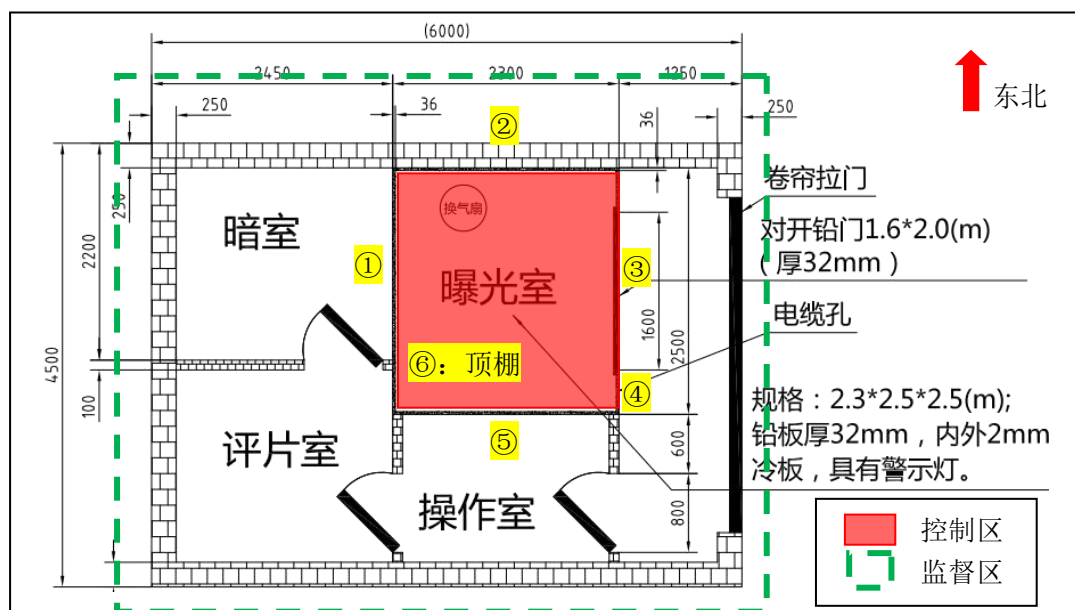 (6000)
2450
2300
1250
东北
250
36
②
36
250
卷帘拉门
250
换气扇
暗室
对开铅门1.6*2.0(m)
(厚32mm)
①
③
曝光室
2200
电缆孔
1600
2500
⑥：顶棚
4500
④
规格：2.3*2.5*2.5(m);
100
铅板厚32mm，内外2mm
冷板，具有警示灯。
⑤
600
评片室
操作室
800
控制区
监督区